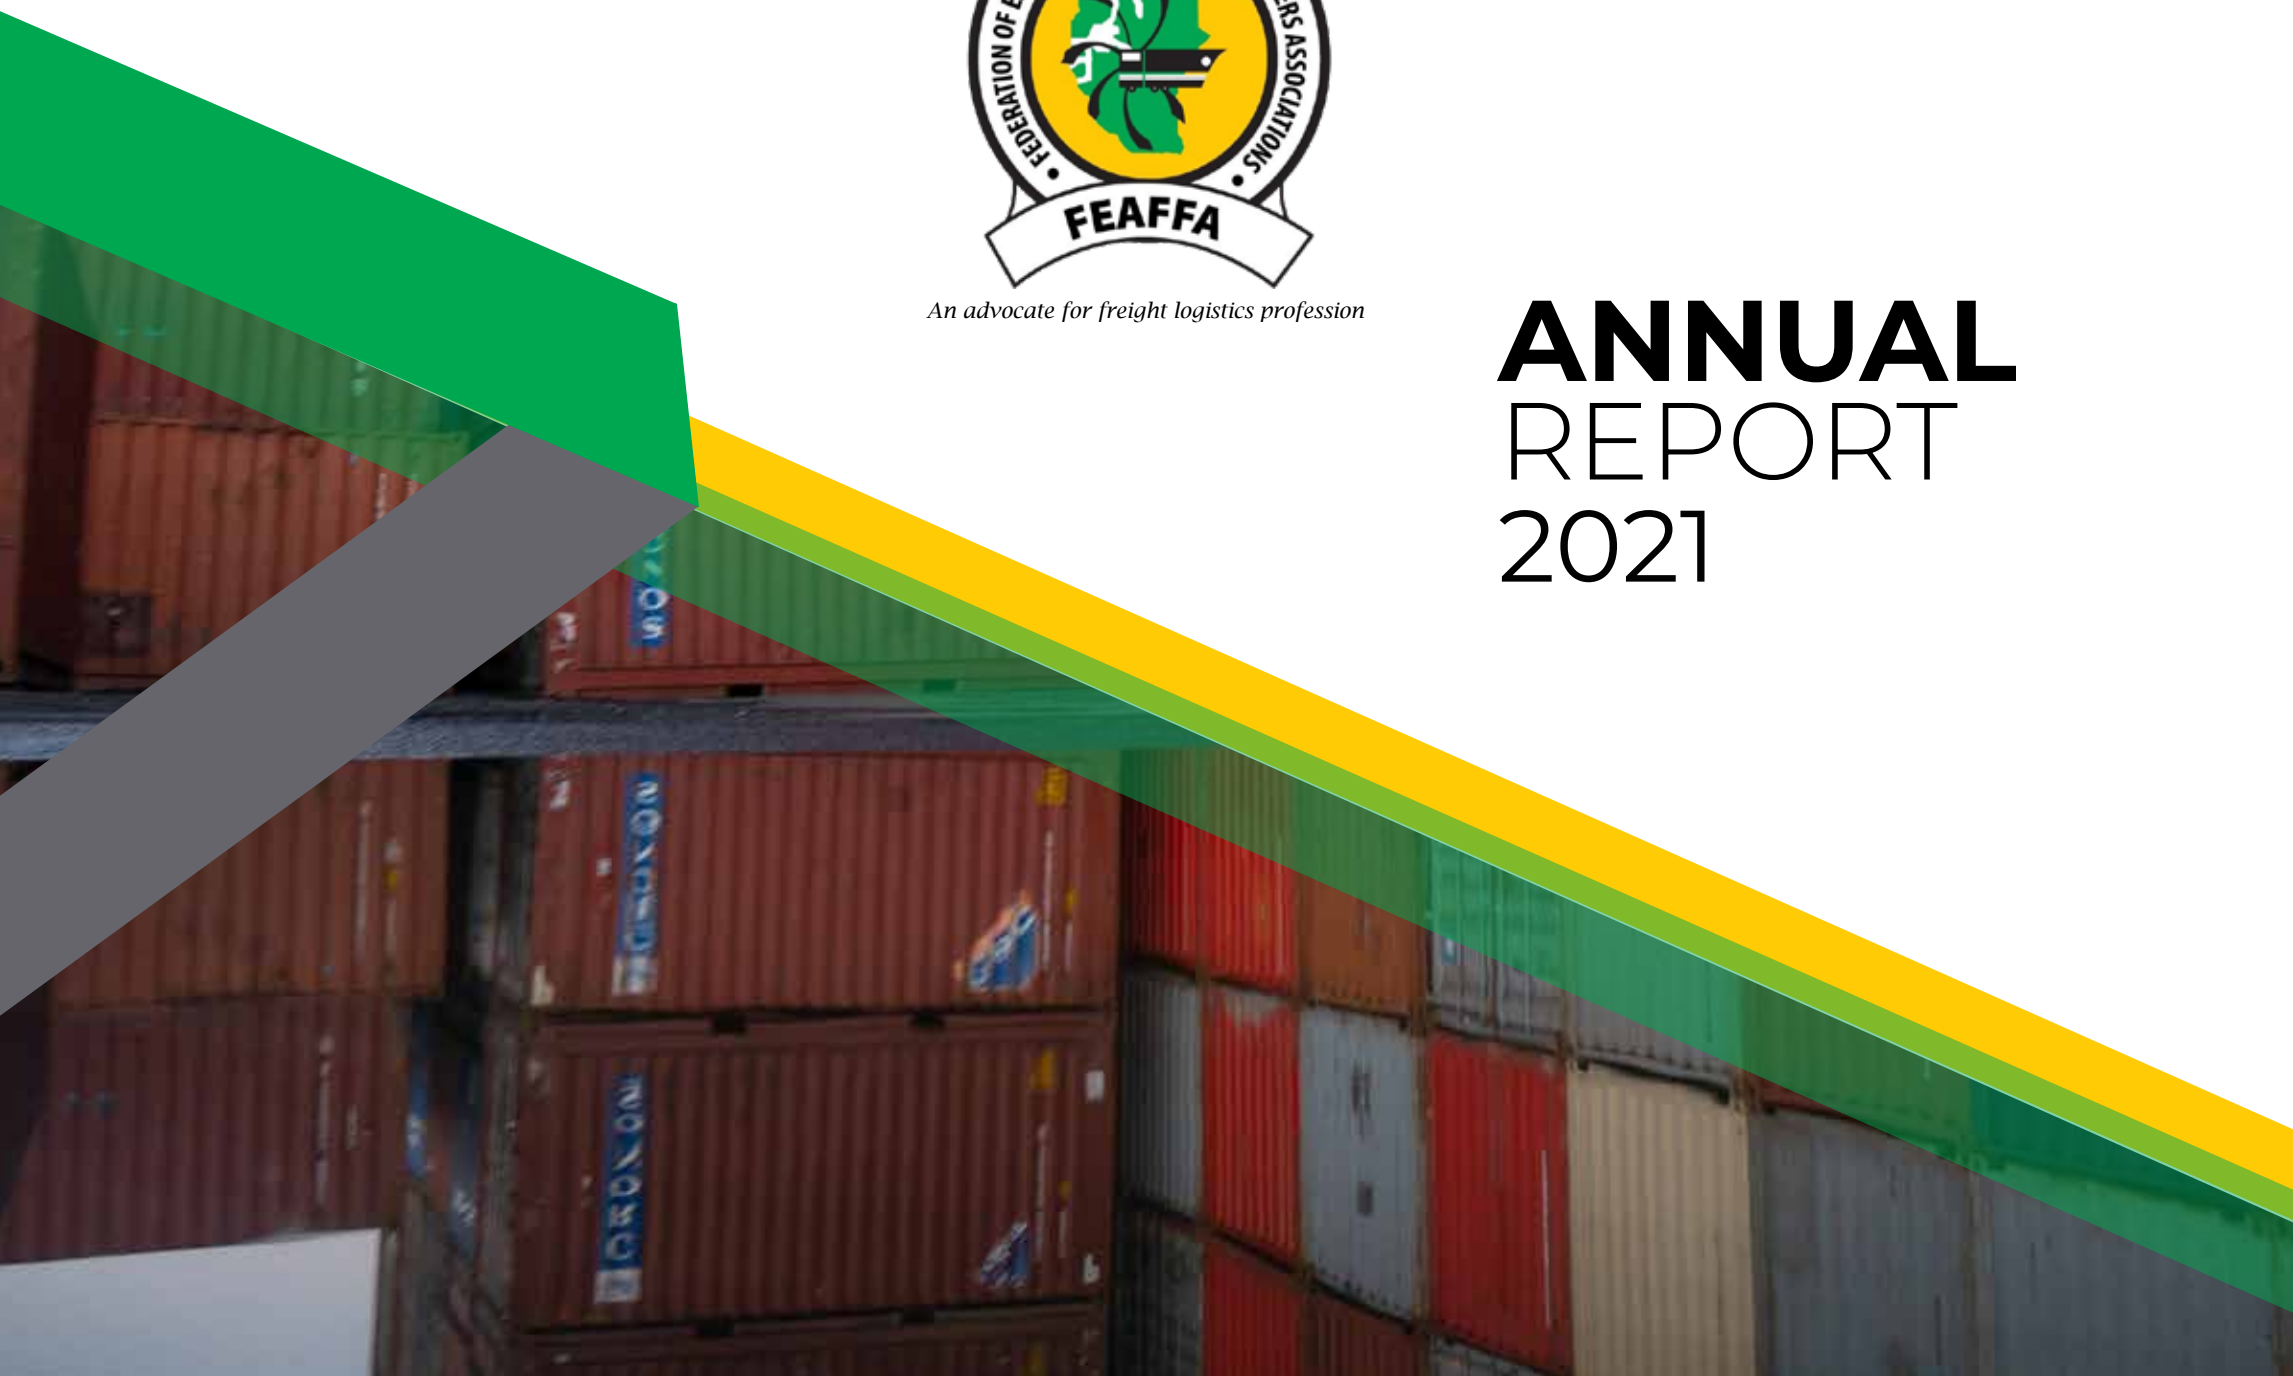 FEDERATION OF
ERS ASSOCIATIONS
FEAFFA
An advocate for freight logistics profession
ANNUAL
REPORT
2021